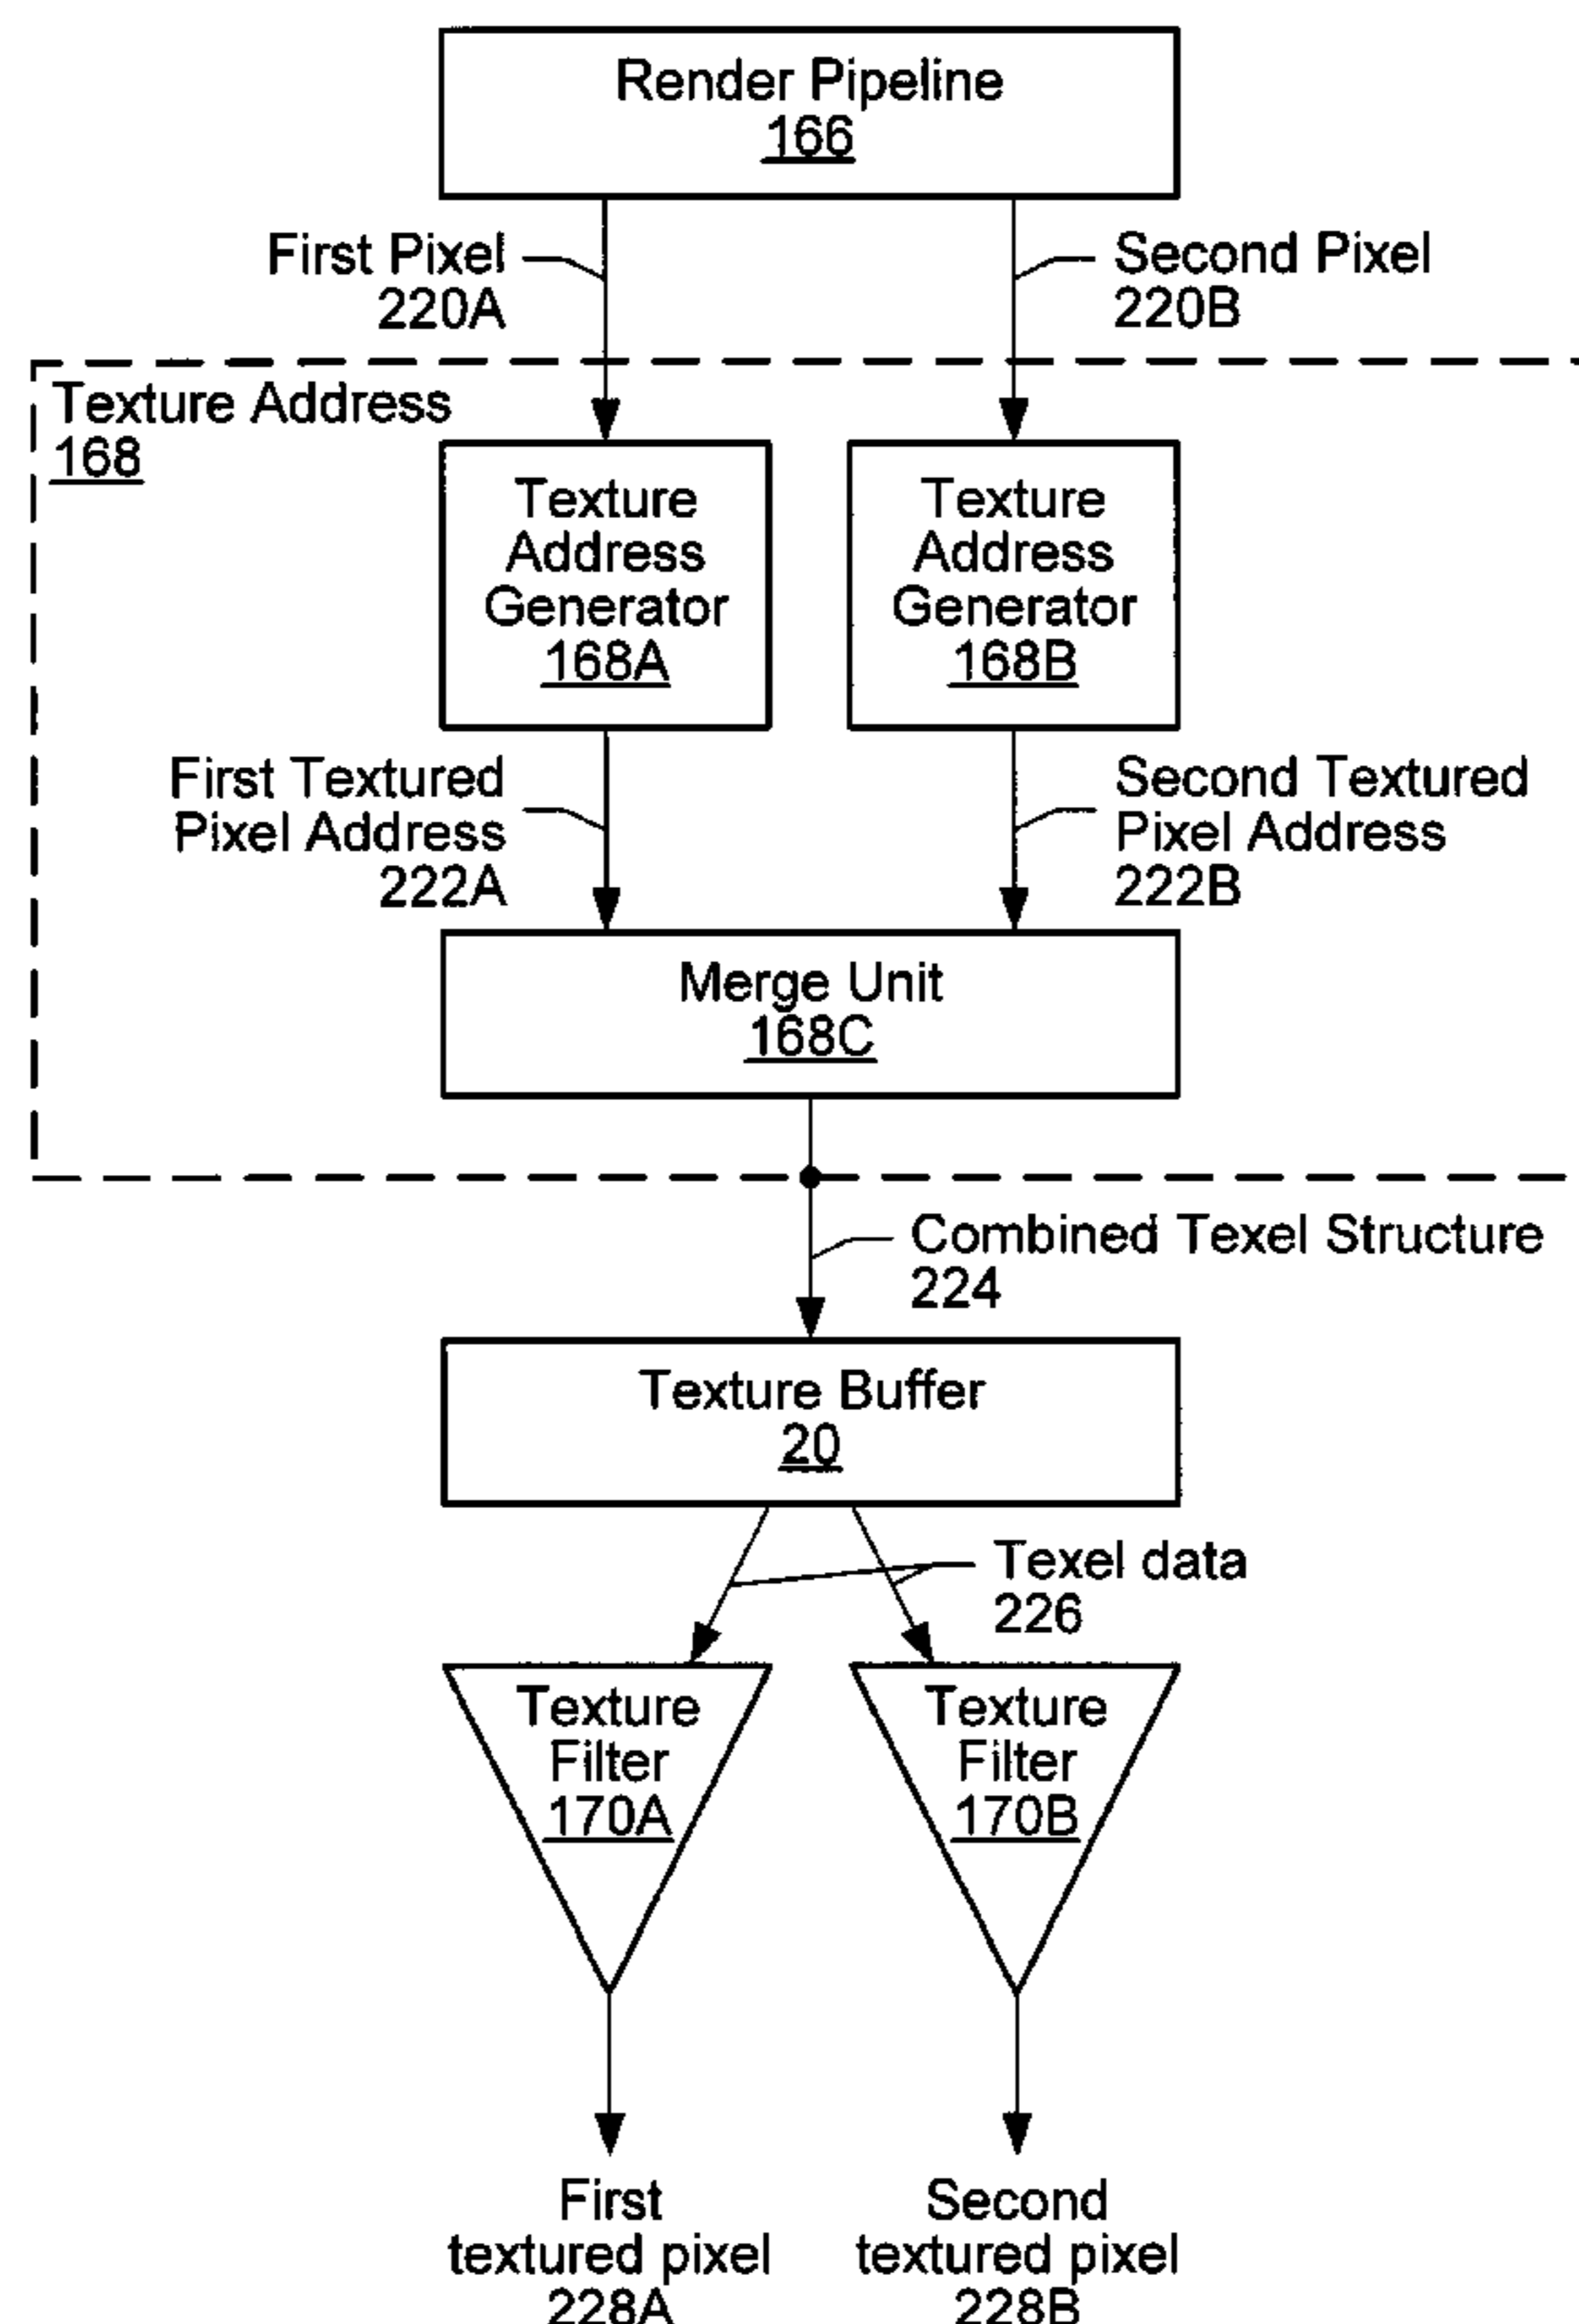 Render Pipeline
166
First Pixel
220A
Second Pixel
220B
Texture Address
168
Texture
Address
Generator
168A
Texture
Address
Generator
168B
First Textured
Pixel Address
222A
Second Textured
Pixel Address
222B
Merge Unit
168C
Combined Texel Structure
224
Texture Buffer
20
Texel data
226
Texture
Filter
170A
Texture
Filter
170B
First
textured pixel
228A
Second
textured pixel
228B